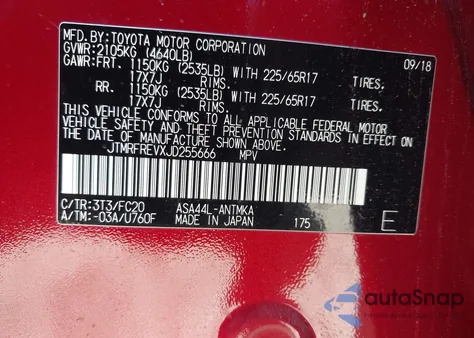 MFD.BY:TOYOTA MOTOR CORPORATION 09/18
GVWR:2105KG (4640LB)
GAWR:FRT. 1150KG (2535LB) WITH 225/65R17 TIRES.
17X7J RIMS.
RR. 1150KG (2535LB) WITH 225/65R17 TIRES.
17X7J RIMS.
THIS VEHICLE CONFORMS TO ALL APPLICABLE FEDERAL MOTOR
VEHICLE SAFETY AND THEFT PREVENTION STANDARDS IN EFFECT
ON THE DATE OF MANUFACTURE SHOWN ABOVE.
JTMRFREVXJD255666 MPV
C/TR:3T3/FC20 ASA44L-ANTMKA
A/TM:-03A/U760F MADE IN JAPAN 175 E
autoSnap